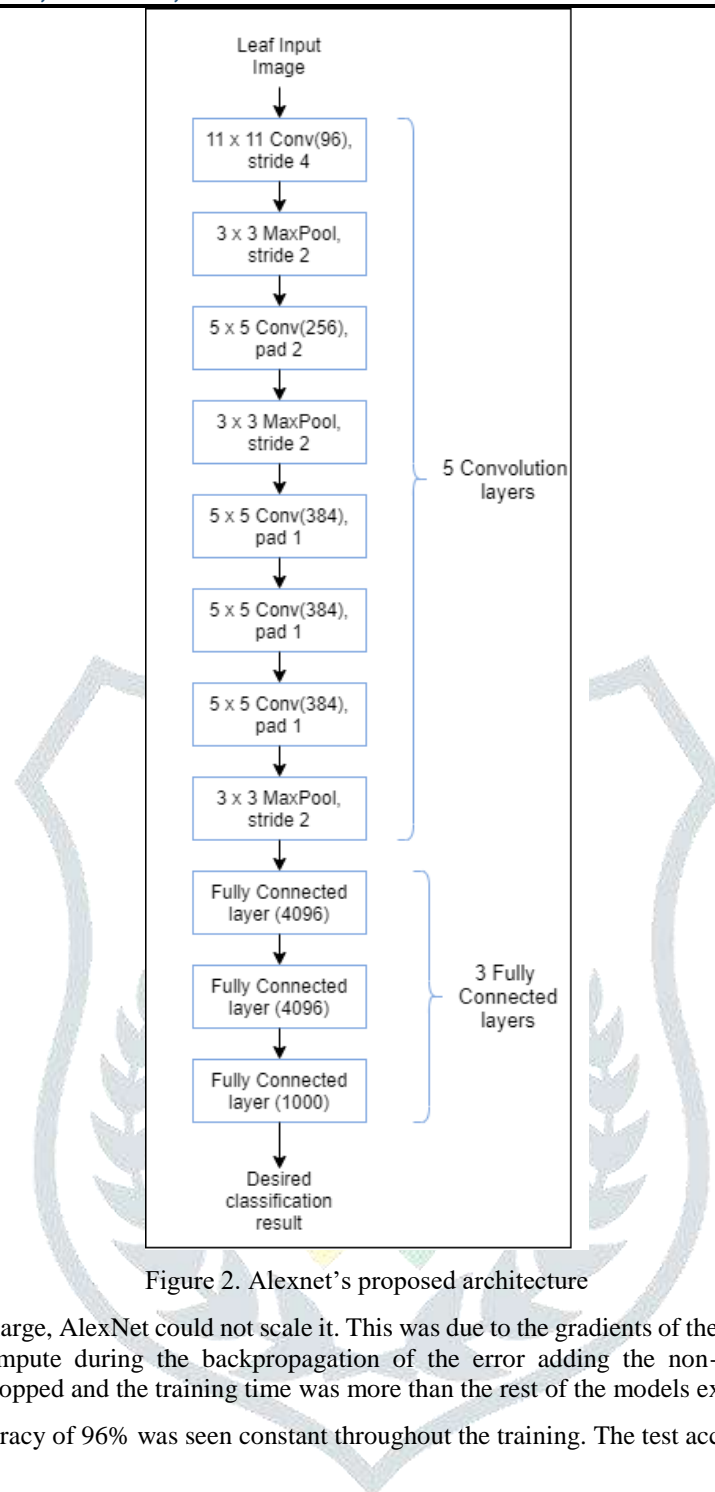 Leaf Input
Image
11 x 11 Conv(96),
stride 4
3 x 3 MaxPool,
stride 2
5 x 5 Conv(256),
pad 2
3 x 3 MaxPool,
stride 2
5 x 5 Conv(384),
pad 1
5 x 5 Conv(384),
pad 1
5 x 5 Conv(384),
pad 1
3 x 3 MaxPool,
stride 2
5 Convolution
layers
Fully Connected
layer (4096)
Fully Connected
layer (4096)
Fully Connected
layer (1000)
3 Fully
Connected
layers
Desired
classification
result
Figure 2. Alexnet's proposed architecture
arge, AlexNet could not scale it. This was due to the gradients of the
mpute during the backpropagation of the error adding the non-
opped and the training time was more than the rest of the models ex
racy of 96% was seen constant throughout the training. The test acc